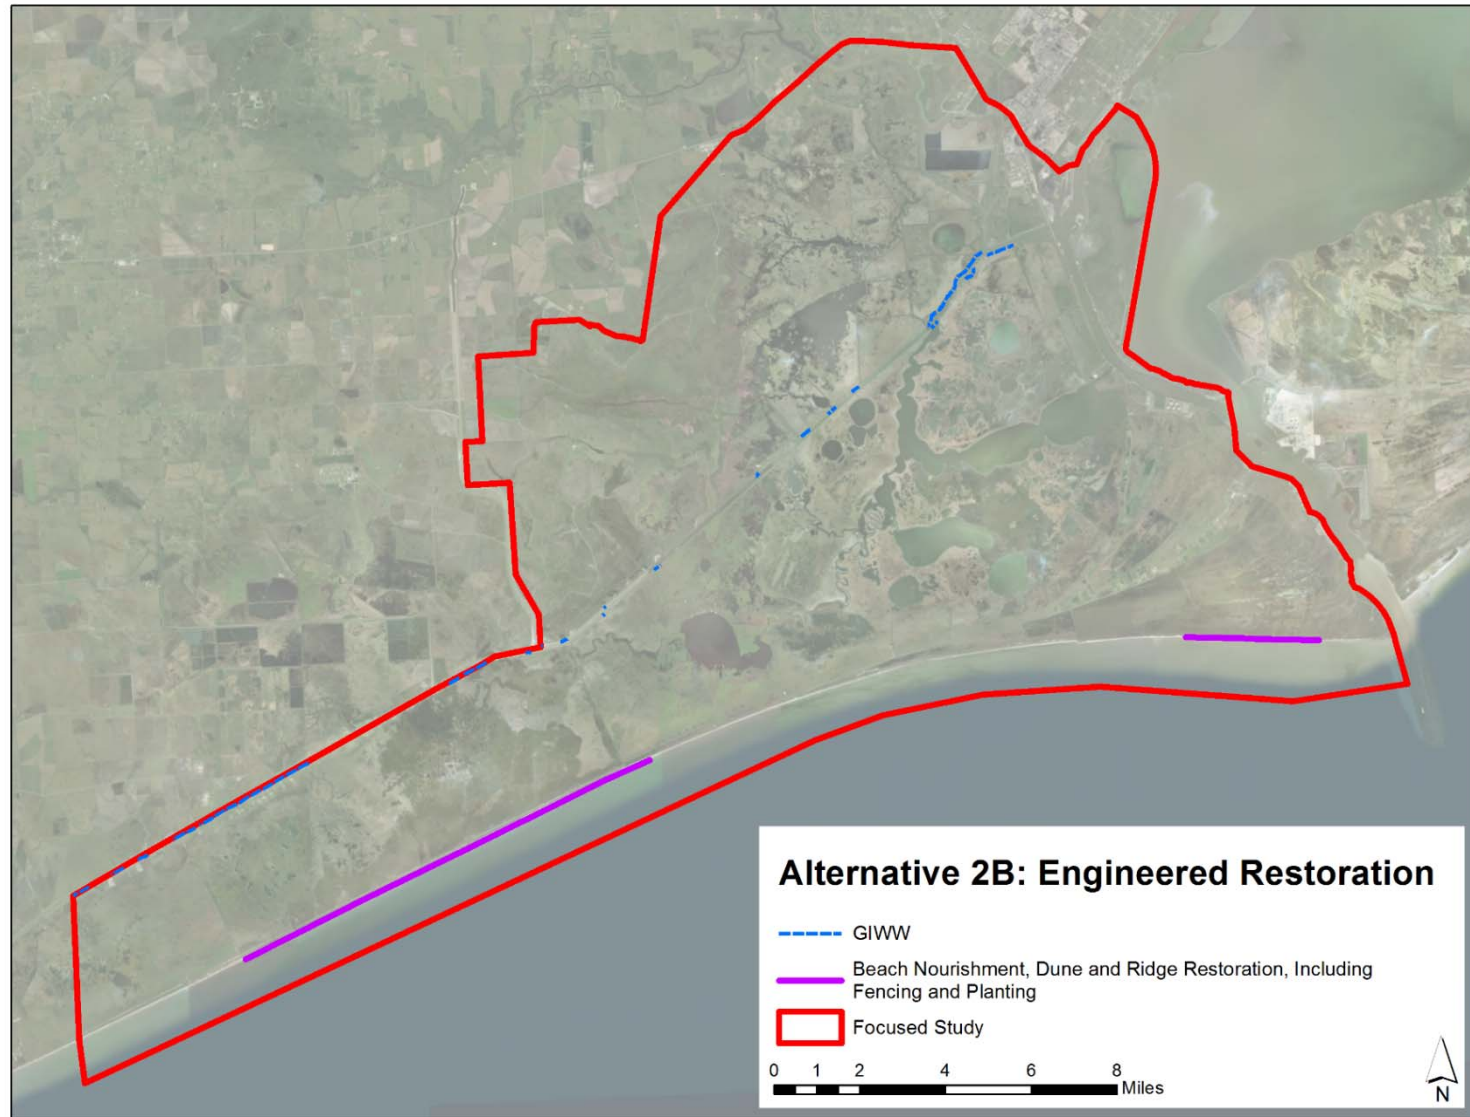 Alternative 2B: Engineered Restoration
GIWW
Beach Nourishment, Dune and Ridge Restoration, Including
Fencing and Planting
Focused Study
0 1 2 4 6 8
Miles
N